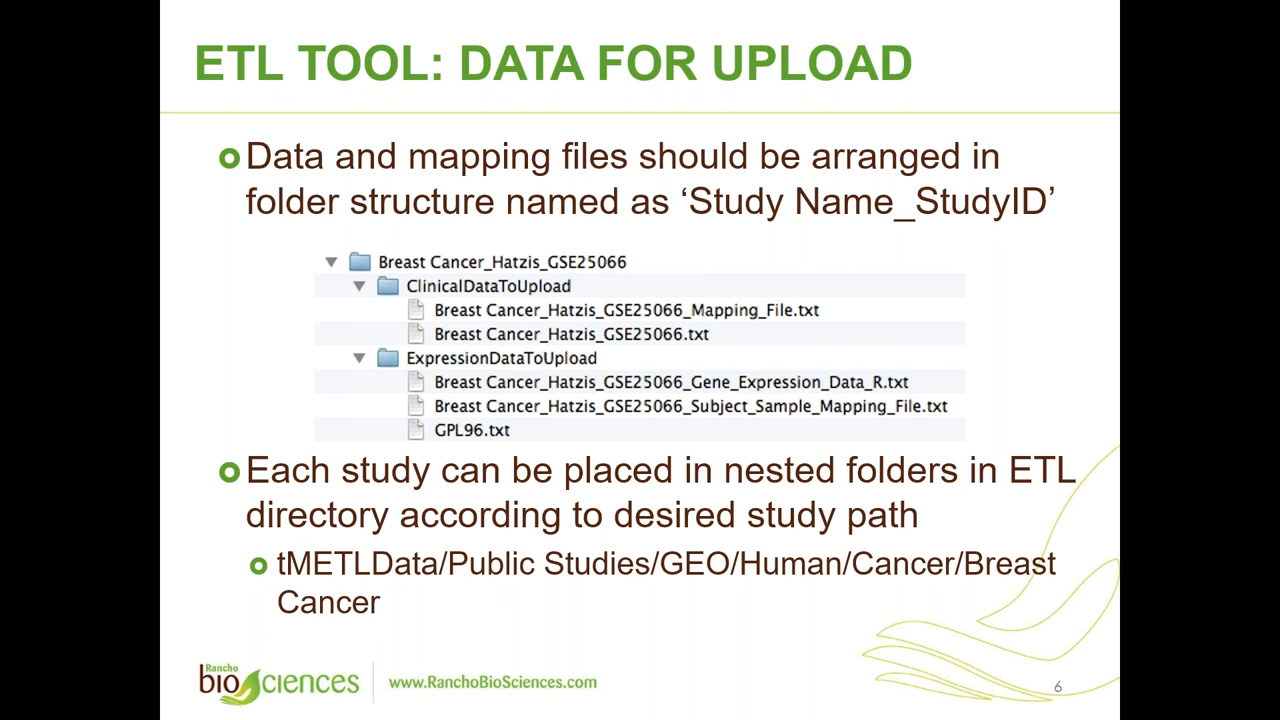 ETL TOOL: DATA FOR UPLOAD
Data and mapping files should be arranged in
folder structure named as ‘Study Name_StudyID’
Breast Cancer_Hatzis_GSE25066
ClinicalDataToUpload
Breast Cancer_Hatzis_GSE25066_Mapping_File.txt
Breast Cancer_Hatzis_GSE25066.txt
ExpressionDataToUpload
Breast Cancer_Hatzis_GSE25066_Gene_Expression_Data_R.txt
Breast Cancer_Hatzis_GSE25066_Subject_Sample_Mapping_File.txt
GPL96.txt
Each study can be placed in nested folders in ETL
directory according to desired study path
tMETLData/Public Studies/GEO/Human/Cancer/Breast
Cancer
Rancho
bioSciences
www.RanchoBioSciences.com
6